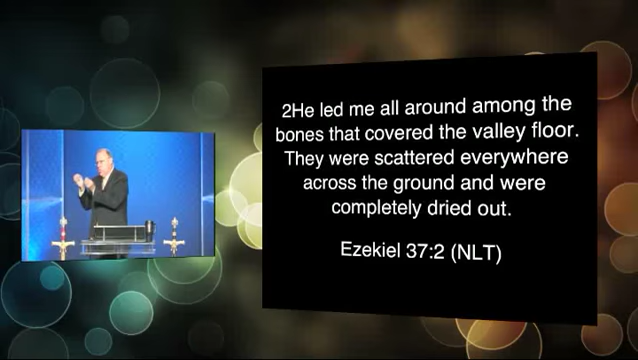 2He led me all around among the
bones that covered the valley floor.
They were scattered everywhere
across the ground and were
completely dried out.
Ezekiel 37:2 (NLT)